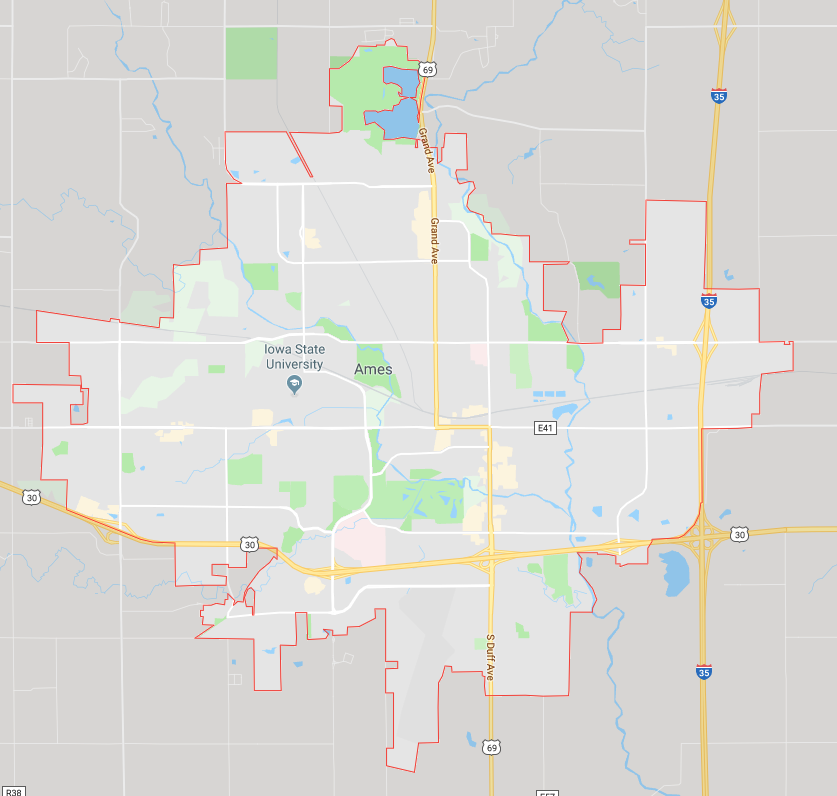 69
35
Grand Ave
Grand Ave
35
Iowa State
University
Ames
E41
30
30
30
S Duff Ave
35
69
R38